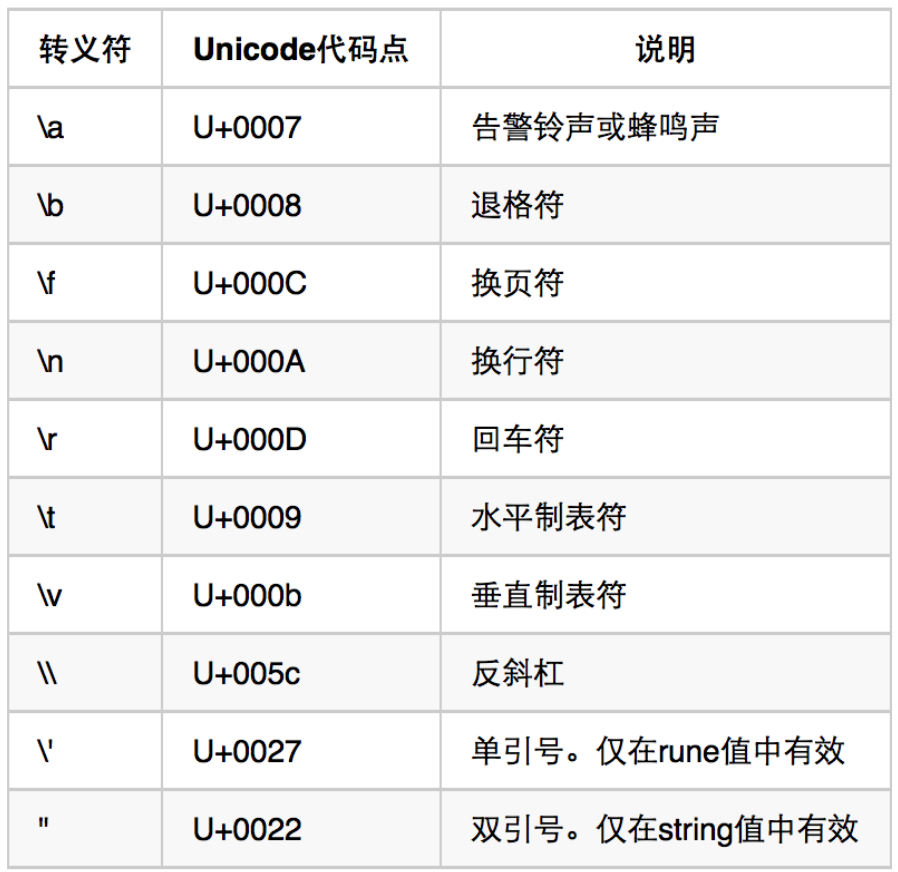 转义符 Unicode代码点 说明
\a U+0007 告警铃声或蜂鸣声
\b U+0008 退格符
\f U+000C 换页符
\n U+000A 换行符
\r U+000D 回车符
\t U+0009 水平制表符
\v U+000b 垂直制表符
\\ U+005c 反斜杠
\' U+0027 单引号。仅在rune值中有效
" U+0022 双引号。仅在string值中有效